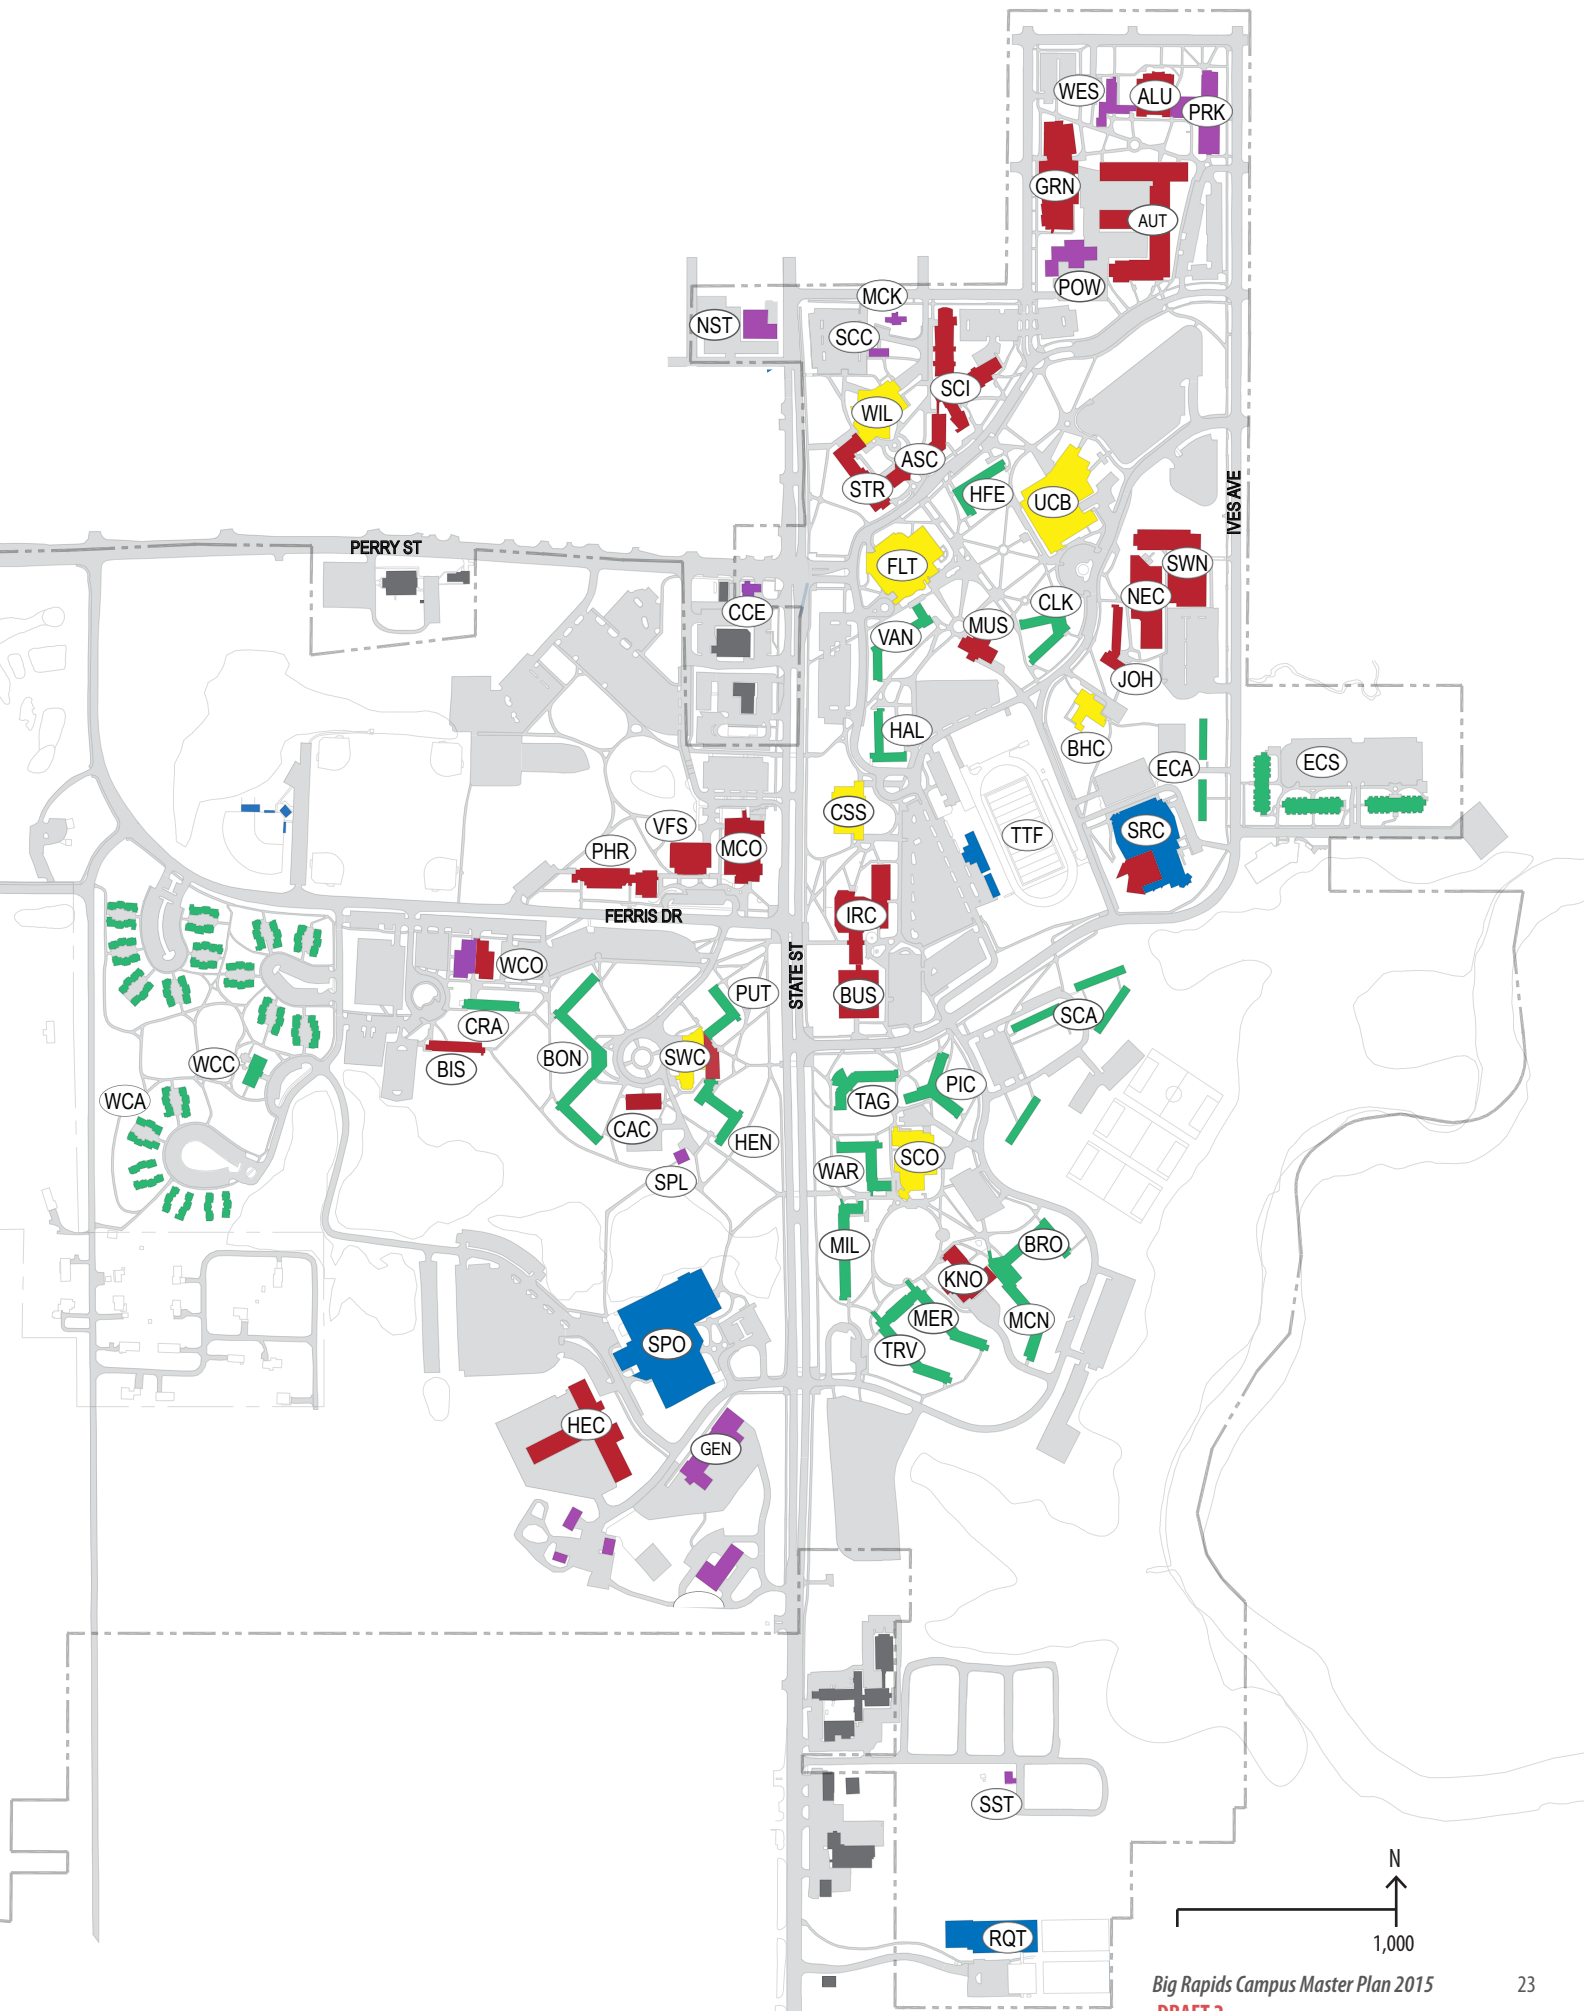 WES
ALU
PRK
GRN
AUT
POW
MCK
NST
SCC
SCI
WIL
ASC
STR
HFE
UCB
IVES AVE
PERRY ST
FLT
SWN
NEC
CCE
CLK
VAN
MUS
JOH
HAL
BHC
ECA
ECS
CSS
VFS
MCO
PHR
TTF
SRC
IRC
FERRIS DR
WCO
STATE ST
PUT
BUS
SCA
CRA
BON
SWC
WCC
BIS
PIC
WCA
TAG
CAC
HEN
SCO
WAR
SPL
MIL
BRO
KNO
MER
MCN
SPO
TRV
HEC
GEN
SST
N
RQT
1,000
Big Rapids Campus Master Plan 2015 23